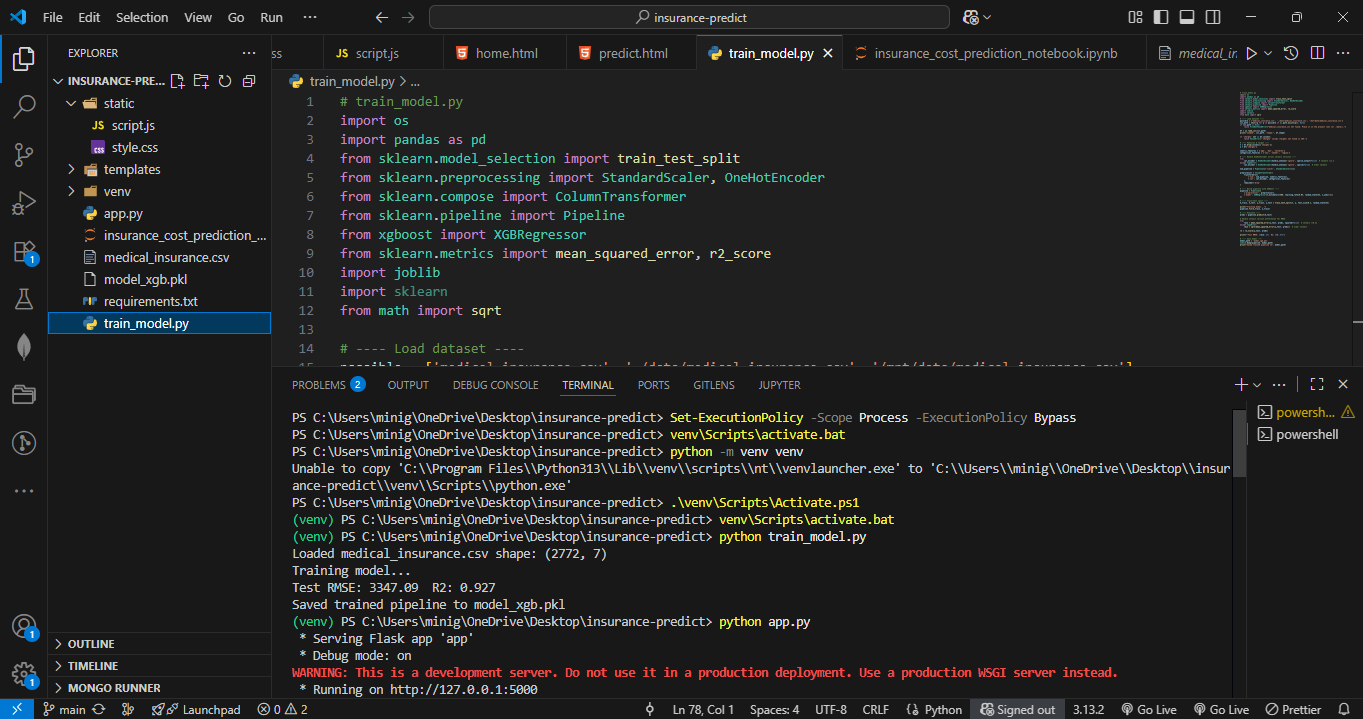 File Edit Selection View Go Run ··· insurance-predict
EXPLORER ···
INSURANCE-PRE...
static
JS script.js
style.css
templates
venv
app.py
insurance_cost_prediction_...
medical_insurance.csv
model_xgb.pkl
requirements.txt
train_model.py
OUTLINE
TIMELINE
MONGO RUNNER
1
1
1
ss JS script.js home.html predict.html train_model.py insurance_cost_prediction_notebook.ipynb medical_in
train_model.py > ...
1 # train_model.py
2 import os
3 import pandas as pd
4 from sklearn.model_selection import train_test_split
5 from sklearn.preprocessing import StandardScaler, OneHotEncoder
6 from sklearn.compose import ColumnTransformer
7 from sklearn.pipeline import Pipeline
8 from xgboost import XGBRegressor
9 from sklearn.metrics import mean_squared_error, r2_score
10 import joblib
11 import sklearn
12 from math import sqrt
13
14 # ---- Load dataset ----
PROBLEMS 2 OUTPUT DEBUG CONSOLE TERMINAL PORTS GITLENS JUPYTER
PS C:\Users\minig\OneDrive\Desktop\insurance-predict> Set-ExecutionPolicy -Scope Process -ExecutionPolicy Bypass
PS C:\Users\minig\OneDrive\Desktop\insurance-predict> venv\Scripts\activate.bat
PS C:\Users\minig\OneDrive\Desktop\insurance-predict> python -m venv venv
Unable to copy 'C:\\Program Files\\Python313\\Lib\\venv\\scripts\\nt\\venvlauncher.exe' to 'C:\\Users\\minig\\OneDrive\\Desktop\\insur
ance-predict\\venv\\Scripts\\python.exe'
PS C:\Users\minig\OneDrive\Desktop\insurance-predict> .\venv\Scripts\Activate.ps1
(venv) PS C:\Users\minig\OneDrive\Desktop\insurance-predict> venv\Scripts\activate.bat
(venv) PS C:\Users\minig\OneDrive\Desktop\insurance-predict> python train_model.py
Loaded medical_insurance.csv shape: (2772, 7)
Training model...
Test RMSE: 3347.09 R2: 0.927
Saved trained pipeline to model_xgb.pkl
(venv) PS C:\Users\minig\OneDrive\Desktop\insurance-predict> python app.py
* Serving Flask app 'app'
* Debug mode: on
WARNING: This is a development server. Do not use it in a production deployment. Use a production WSGI server instead.
* Running on http://127.0.0.1:5000
powersh...
powershell
main 0 2 Launchpad Ln 78, Col 1 Spaces: 4 UTF-8 CRLF {} Python Signed out 3.13.2 Go Live Go Live Prettier